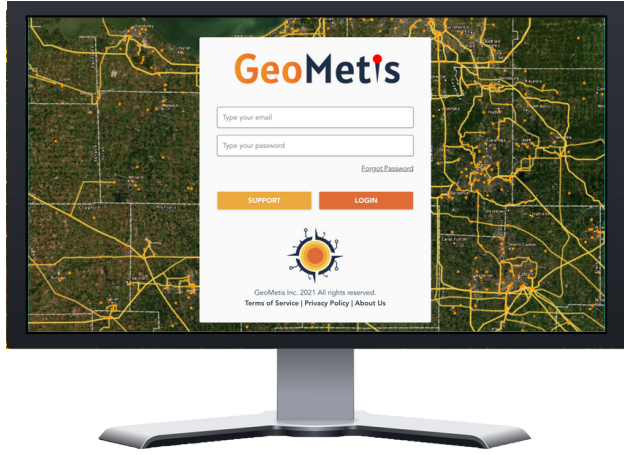 GeoMetis
Type your email
Type your password
Forgot Password
SUPPORT
LOGIN
GeoMetis Inc. 2021 All rights reserved.
Terms of Service | Privacy Policy | About Us